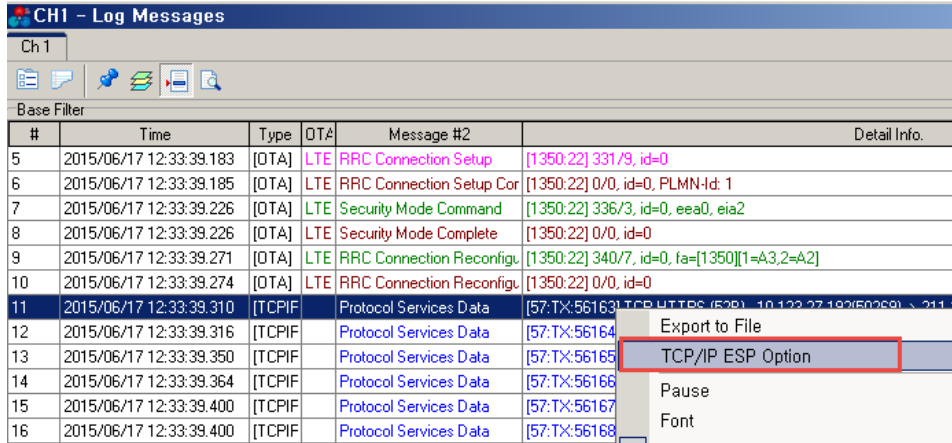 CH1 - Log Messages
Ch 1
Base Filter
# Time Type OTA Message #2 Detail Info.
5 2015/06/17 12:33:39.183 [OTA] LTE RRC Connection Setup [1350:22] 331/9, id=0
6 2015/06/17 12:33:39.185 [OTA] LTE RRC Connection Setup Cor [1350:22] 0/0, id=0, PLMN-Id: 1
7 2015/06/17 12:33:39.226 [OTA] LTE Security Mode Command [1350:22] 336/3, id=0, eea0, eia2
8 2015/06/17 12:33:39.226 [OTA] LTE Security Mode Complete [1350:22] 0/0, id=0
9 2015/06/17 12:33:39.271 [OTA] LTE RRC Connection Reconfigu [1350:22] 340/7, id=0, fa=[1350][1=A3,2=A2]
10 2015/06/17 12:33:39.274 [OTA] LTE RRC Connection Reconfigu [1350:22] 0/0, id=0
11 2015/06/17 12:33:39.310 [TCPIF Protocol Services Data [57:TX:56163] TCP HTTPS (52B)
12 2015/06/17 12:33:39.316 [TCPIF Protocol Services Data [57:TX:56164
Export to File
13 2015/06/17 12:33:39.350 [TCPIF Protocol Services Data [57:TX:56165
TCP/IP ESP Option
14 2015/06/17 12:33:39.364 [TCPIF Protocol Services Data [57:TX:56166
Pause
15 2015/06/17 12:33:39.400 [TCPIF Protocol Services Data [57:TX:56167
Font
16 2015/06/17 12:33:39.400 [TCPIF Protocol Services Data [57:TX:56168